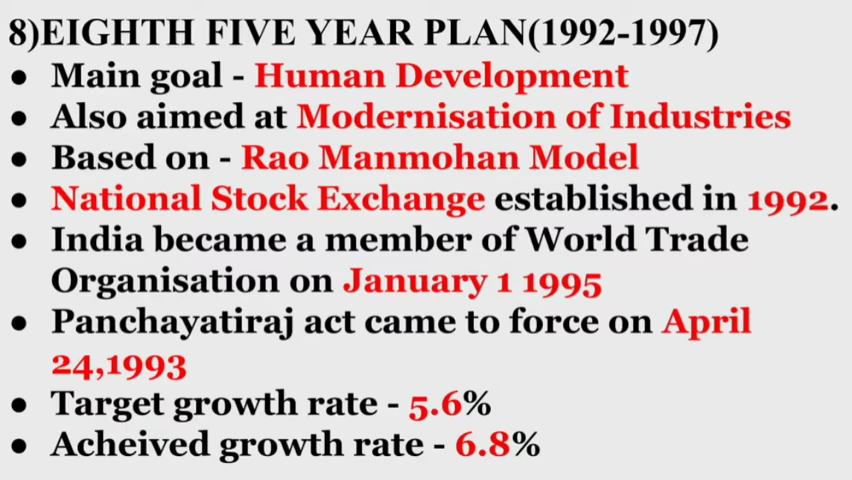 8)EIGHTH FIVE YEAR PLAN(1992-1997)
● Main goal - Human Development
● Also aimed at Modernisation of Industries
● Based on - Rao Manmohan Model
● National Stock Exchange established in 1992.
● India became a member of World Trade
Organisation on January 1 1995
● Panchayatiraj act came to force on April
24,1993
● Target growth rate - 5.6%
● Acheived growth rate - 6.8%